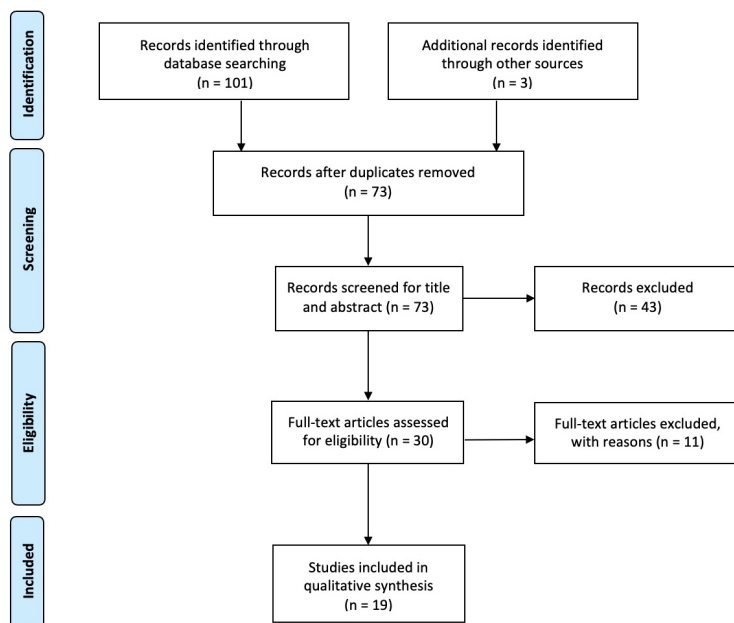 Identification
Records identified through
database searching
(n = 101)
Additional records identified
through other sources
(n = 3)
Screening
Records after duplicates removed
(n = 73)
Records screened for title
and abstract (n = 73)
Records excluded
(n = 43)
Eligibility
Full-text articles assessed
for eligibility (n = 30)
Full-text articles excluded,
with reasons (n = 11)
Included
Studies included in
qualitative synthesis
(n = 19)